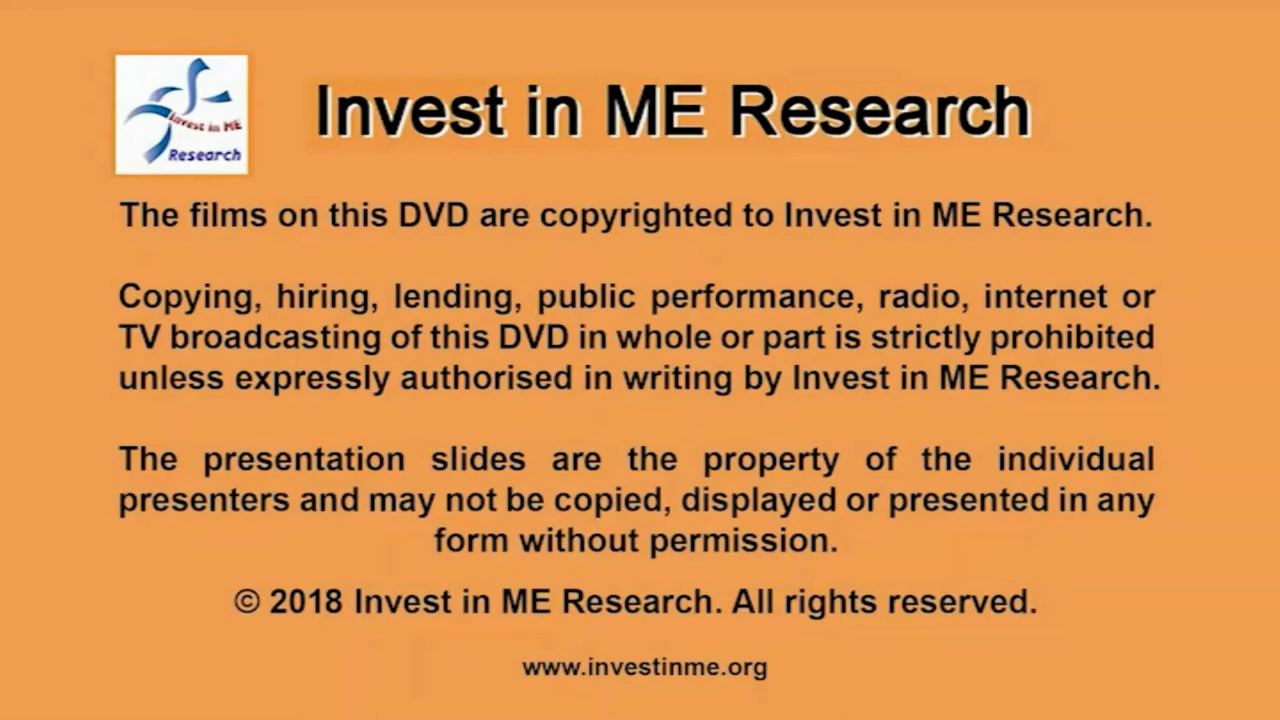 Invest in ME
Research
Invest in ME Research
The films on this DVD are copyrighted to Invest in ME Research.
Copying, hiring, lending, public performance, radio, internet or
TV broadcasting of this DVD in whole or part is strictly prohibited
unless expressly authorised in writing by Invest in ME Research.
The presentation slides are the property of the individual
presenters and may not be copied, displayed or presented in any
form without permission.
© 2018 Invest in ME Research. All rights reserved.
www.investinme.org